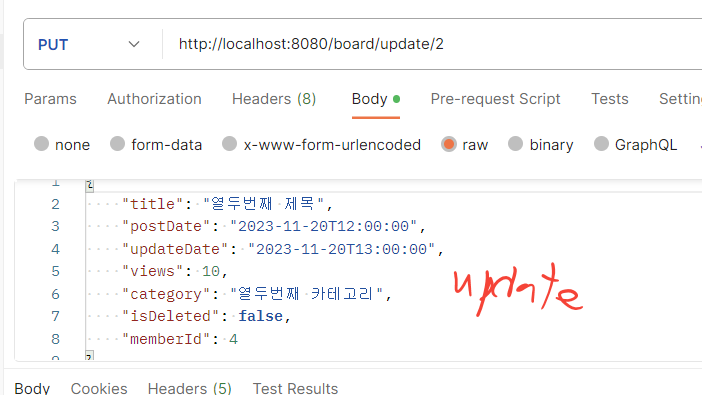 PUT http://localhost:8080/board/update/2
Params Authorization Headers (8) Body Pre-request Script Tests Settin
none form-data x-www-form-urlencoded raw binary GraphQL
1 {
2 "title": "열두번째 제목",
3 "postDate": "2023-11-20T12:00:00",
4 "updateDate": "2023-11-20T13:00:00",
5 "views": 10,
6 "category": "열두번째 카테고리",
7 "isDeleted": false,
8 "memberId": 4
9 }
update
Body Cookies Headers (5) Test Results